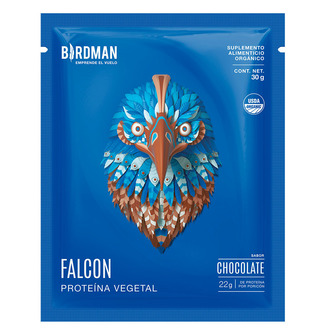 BIRDMAN
EMPRENDE EL VUELO
SUPLEMENTO
ALIMENTICIO
ORGÁNICO
CONT. NET.
30 g
USDA
ORGANIC
FALCON
PROTEÍNA VEGETAL
SABOR
CHOCOLATE
22g
DE PROTEÍNA
POR PORCIÓN